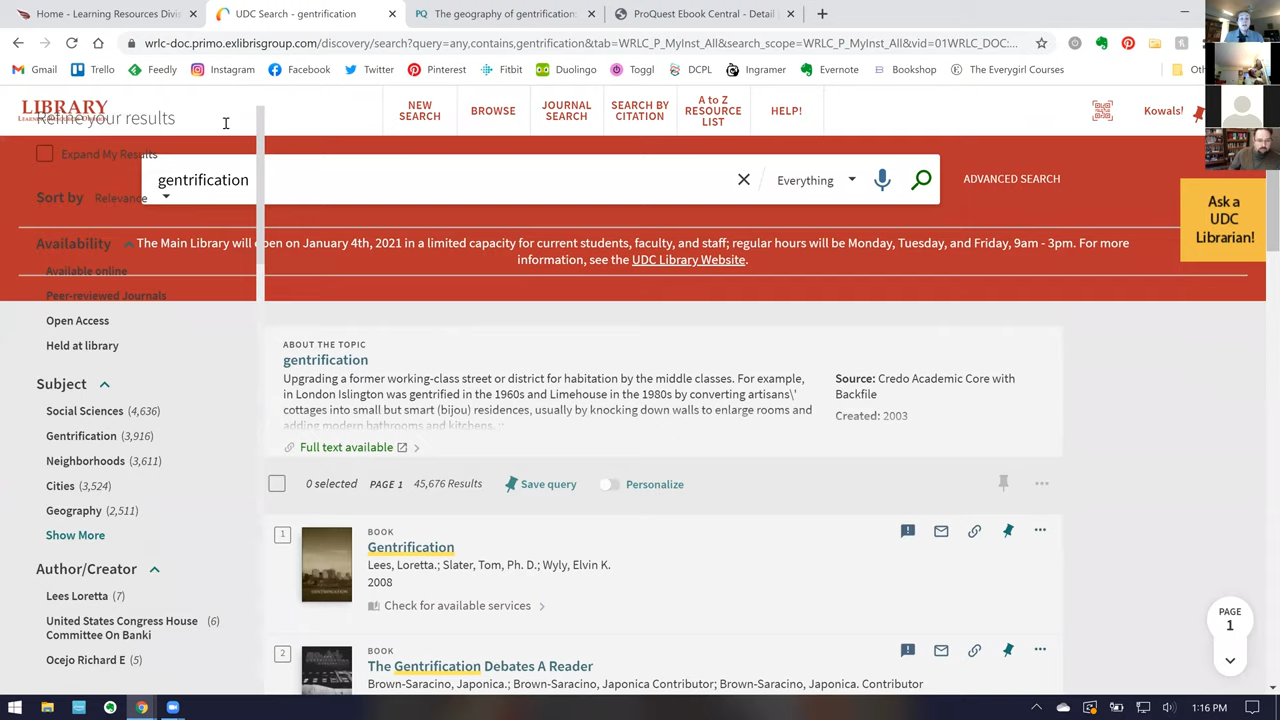 Home - Learning Resources Divis
UDC Search - gentrification
PQ
The geography of gentrification
ProQuest Ebook Central - Detail
wrlc-doc.primo.exlibrisgroup.com/discovery/search?query=any,contains,gentrification&tab=WRLC_P_MyInst_All&search_scope=WRLC_P_MyInst_All&vid=01WRLC_DOC:...
Gmail
Trello
Feedly
Instagram
Facebook
Twitter
Pinterest
Fitbit
Duolingo
Toggl
DCPL
Ingramer
Evernote
Bookshop
The Everygirl Courses
LIBRARY
Refine your results
NEW SEARCH
BROWSE
JOURNAL SEARCH
SEARCH BY CITATION
A to Z RESOURCE LIST
HELP!
Kowals!
Expand My Results
gentrification
Everything
ADVANCED SEARCH
Sort by Relevance
Ask a
UDC
Librarian!
Availability
The Main Library will open on January 4th, 2021 in a limited capacity for current students, faculty, and staff; regular hours will be Monday, Tuesday, and Friday, 9am - 3pm. For more
information, see the UDC Library Website.
Available online
Peer-reviewed Journals
Open Access
Held at library
Subject
Social Sciences (4,636)
Gentrification (3,916)
Neighborhoods (3,611)
Cities (3,524)
Geography (2,511)
Show More
Author/Creator
Lees Loretta (7)
United States Congress House (6)
Committee On Banki
Ocejo Richard E (5)
ABOUT THE TOPIC
gentrification
Upgrading a former working-class street or district for habitation by the middle classes. For example,
in London Islington was gentrified in the 1960s and Limehouse in the 1980s by converting artisans\'
cottages into small but smart (bijou) residences, usually by knocking down walls to enlarge rooms and
adding modern bathrooms and kitchens.
Source: Credo Academic Core with
Backfile
Created: 2003
Full text available
0 selected PAGE 1 45,676 Results
Save query
Personalize
1
BOOK
Gentrification
Lees, Loretta.; Slater, Tom, Ph. D.; Wyly, Elvin K.
2008
Check for available services
2
BOOK
The Gentrification Debates A Reader
Brown-Saracino, Japonica.; Brown-Saracino, Japonica Contributor; Brown-Saracino, Japonica. Contributor
PAGE
1
1:16 PM